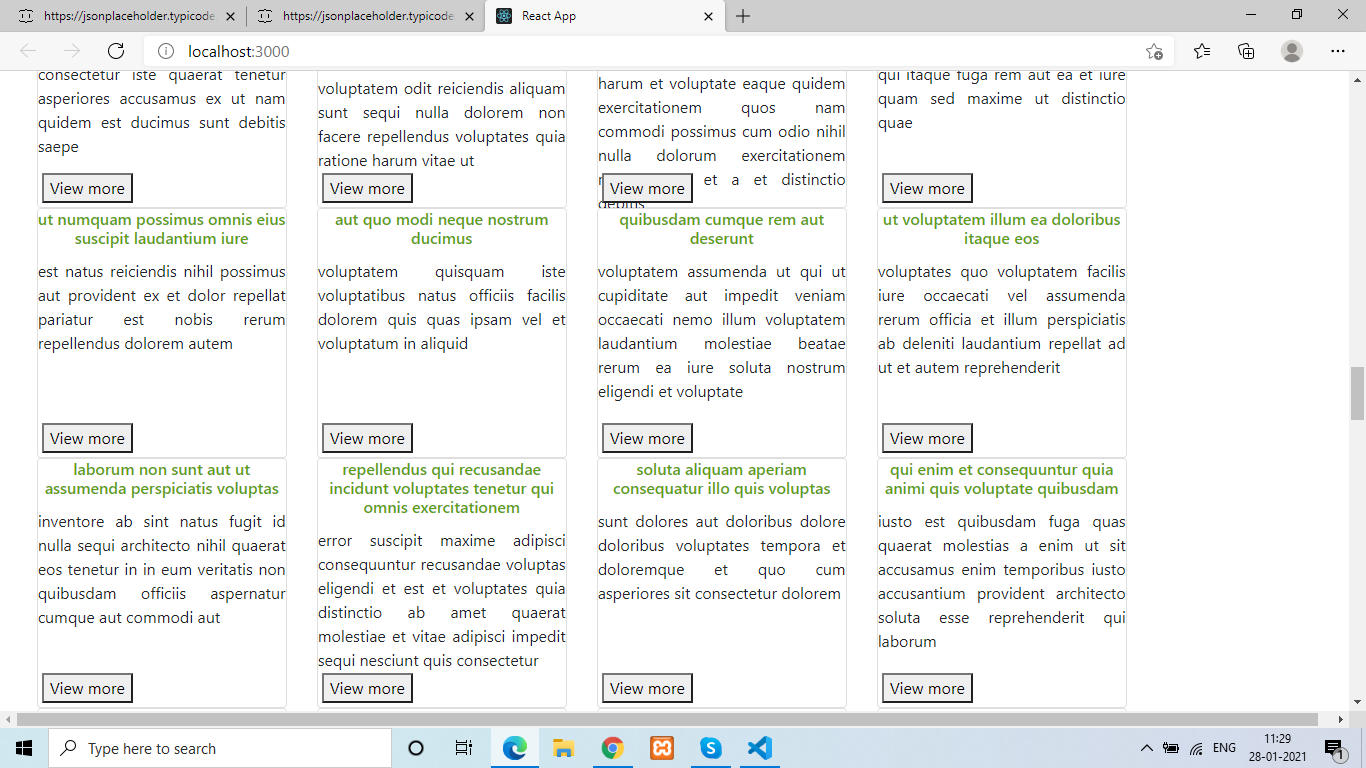 https://jsonplaceholder.typicode
https://jsonplaceholder.typicode
React App
localhost:3000
consectetur iste quaerat tenetur
asperiores accusamus ex ut nam
quidem est ducimus sunt debitis
saepe
View more
voluptatem odit reiciendis aliquam
sunt sequi nulla dolorem non
facere repellendus voluptates quia
ratione harum vitae ut
View more
harum et voluptate eaque quidem
exercitationem quos nam
commodi possimus cum odio nihil
nulla dolorum exercitationem
et a et distinctio
debitis
View more
qui itaque fuga rem aut ea et iure
quam sed maxime ut distinctio
quae
View more
ut numquam possimus omnis eius
suscipit laudantium iure
est natus reiciendis nihil possimus
aut provident ex et dolor repellat
pariatur est nobis rerum
repellendus dolorem autem
View more
aut quo modi neque nostrum
ducimus
voluptatem quisquam iste
voluptatibus natus officiis facilis
dolorem quis quas ipsam vel et
voluptatum in aliquid
View more
quibusdam cumque rem aut
deserunt
voluptatem assumenda ut qui ut
cupiditate aut impedit veniam
occaecati nemo illum voluptatem
laudantium molestiae beatae
rerum ea iure soluta nostrum
eligendi et voluptate
View more
ut voluptatem illum ea doloribus
itaque eos
voluptates quo voluptatem facilis
iure occaecati vel assumenda
rerum officia et illum perspiciatis
ab deleniti laudantium repellat ad
ut et autem reprehenderit
View more
laborum non sunt aut ut
assumenda perspiciatis voluptas
inventore ab sint natus fugit id
nulla sequi architecto nihil quaerat
eos tenetur in in eum veritatis non
quibusdam officiis aspernatur
cumque aut commodi aut
View more
repellendus qui recusandae
incidunt voluptates tenetur qui
omnis exercitationem
error suscipit maxime adipisci
consequuntur recusandae voluptas
eligendi et est et voluptates quia
distinctio ab amet quaerat
molestiae et vitae adipisci impedit
sequi nesciunt quis consectetur
View more
soluta aliquam aperiam
consequatur illo quis voluptas
sunt dolores aut doloribus dolore
doloribus voluptates tempora et
doloremque et quo cum
asperiores sit consectetur dolorem
View more
qui enim et consequuntur quia
animi quis voluptate quibusdam
iusto est quibusdam fuga quas
quaerat molestias a enim ut sit
accusamus enim temporibus iusto
accusantium provident architecto
soluta esse reprehenderit qui
laborum
View more
Type here to search
ENG
11:29
28-01-2021
1